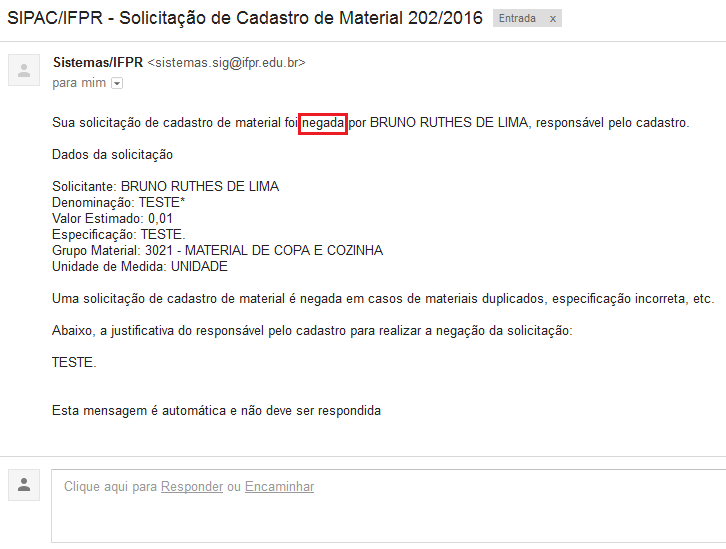 SIPAC/IFPR - Solicitação de Cadastro de Material 202/2016 Entrada x
Sistemas/IFPR <sistemas.sig@ifpr.edu.br>
para mim
Sua solicitação de cadastro de material foi negada por BRUNO RUTHES DE LIMA, responsável pelo cadastro.
Dados da solicitação
Solicitante: BRUNO RUTHES DE LIMA
Denominação: TESTE*
Valor Estimado: 0,01
Especificação: TESTE.
Grupo Material: 3021 - MATERIAL DE COPA E COZINHA
Unidade de Medida: UNIDADE
Uma solicitação de cadastro de material é negada em casos de materiais duplicados, especificação incorreta, etc.
Abaixo, a justificativa do responsável pelo cadastro para realizar a negação da solicitação:
TESTE.
Esta mensagem é automática e não deve ser respondida
Clique aqui para Responder ou Encaminhar